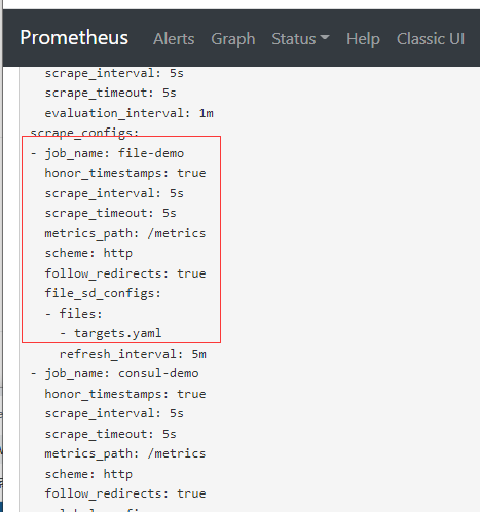 Prometheus Alerts Graph Status Help Classic UI
scrape_interval: 5s
scrape_timeout: 5s
evaluation_interval: 1m
scrape_configs:
- job_name: file-demo
honor_timestamps: true
scrape_interval: 5s
scrape_timeout: 5s
metrics_path: /metrics
scheme: http
follow_redirects: true
file_sd_configs:
- files:
- targets.yaml
refresh_interval: 5m
- job_name: consul-demo
honor_timestamps: true
scrape_interval: 5s
scrape_timeout: 5s
metrics_path: /metrics
scheme: http
follow_redirects: true